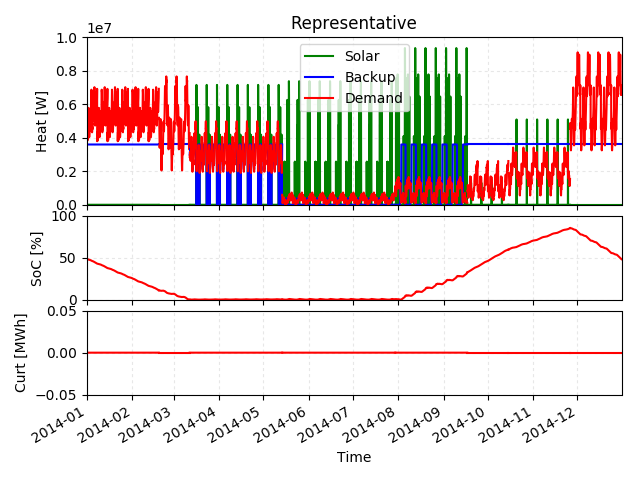 Representative
1e7
1.0
0.8
0.6
0.4
0.2
0.0
Heat [W]
Solar
Backup
Demand
100
50
0
SoC [%]
0.05
0.00
−0.05
Curt [MWh]
2014-01
2014-02
2014-03
2014-04
2014-05
2014-06
2014-07
2014-08
2014-09
2014-10
2014-11
2014-12
Time